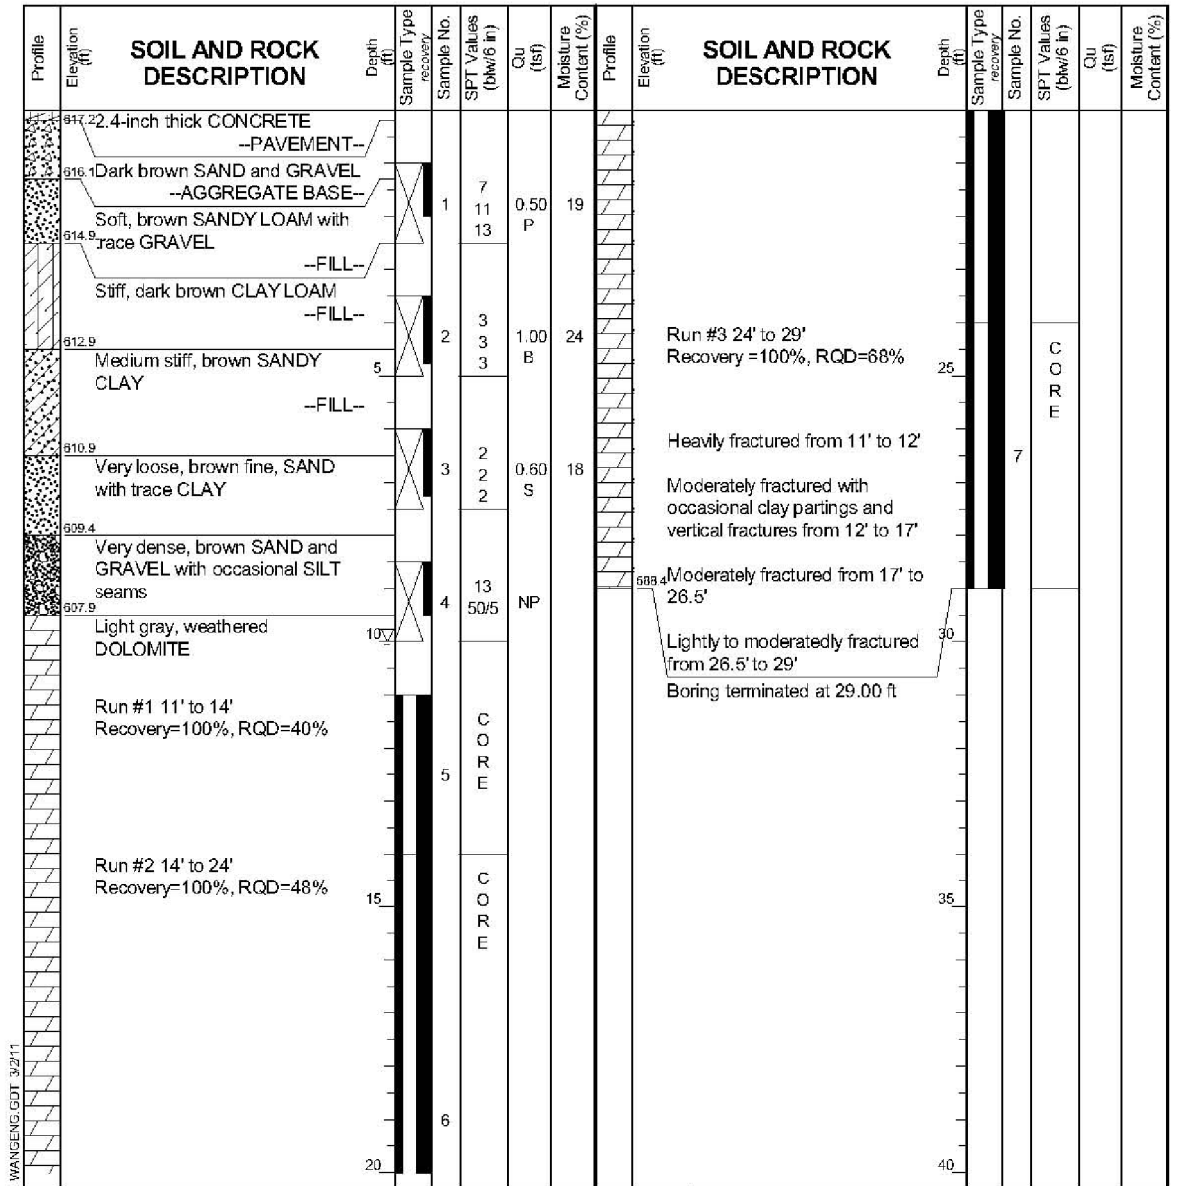 Profile
Elevation (ft)
SOIL AND ROCK
DESCRIPTION
Depth (ft)
Sample Type
recovery
Sample No.
SPT Values
(blw/6 in)
Qu
(tsf)
Moisture
Content (%)
617.2 2.4-inch thick CONCRETE
--PAVEMENT--
616.1 Dark brown SAND and GRAVEL
--AGGREGATE BASE--
1
7
11
13
0.50
P
19
Soft, brown SANDY LOAM with
614.9 trace GRAVEL
--FILL--
Stiff, dark brown CLAY LOAM
--FILL--
2
3
3
3
1.00
B
24
612.9
Medium stiff, brown SANDY
CLAY
5
--FILL--
610.9
Very loose, brown fine, SAND
with trace CLAY
3
2
2
2
0.60
S
18
609.4
Very dense, brown SAND and
GRAVEL with occasional SILT
seams
4
13
50/5
NP
607.9
Light gray, weathered
DOLOMITE
10
Run #1 11' to 14'
Recovery=100%, RQD=40%
5
C
O
R
E
Run #2 14' to 24'
Recovery=100%, RQD=48%
15
C
O
R
E
6
20
WANGENG.GDT 3/2/11
Profile
Elevation (ft)
SOIL AND ROCK
DESCRIPTION
Depth (ft)
Sample Type
recovery
Sample No.
SPT Values
(blw/6 in)
Qu
(tsf)
Moisture
Content (%)
Run #3 24' to 29'
Recovery =100%, RQD=68%
25
C
O
R
E
7
Heavily fractured from 11' to 12'
Moderately fractured with
occasional clay partings and
vertical fractures from 12' to 17'
588.4 Moderately fractured from 17' to
26.5'
30
Lightly to moderatedly fractured
from 26.5' to 29'
Boring terminated at 29.00 ft
35
40